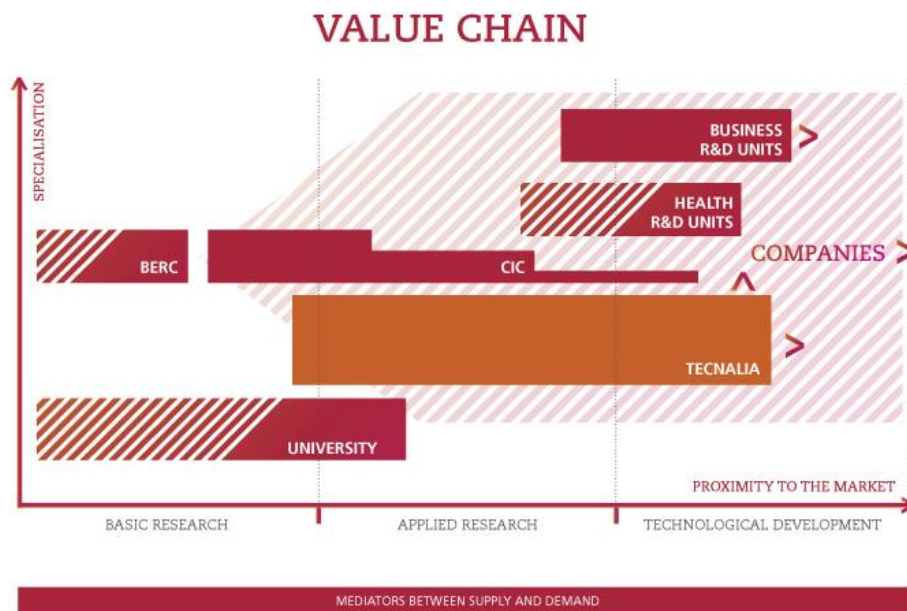 VALUE CHAIN
SPECIALISATION
BUSINESS
R&D UNITS
HEALTH
R&D UNITS
BERC
CIC
COMPANIES
TECNALIA
UNIVERSITY
PROXIMITY TO THE MARKET
BASIC RESEARCH
APPLIED RESEARCH
TECHNOLOGICAL DEVELOPMENT
MEDIATORS BETWEEN SUPPLY AND DEMAND